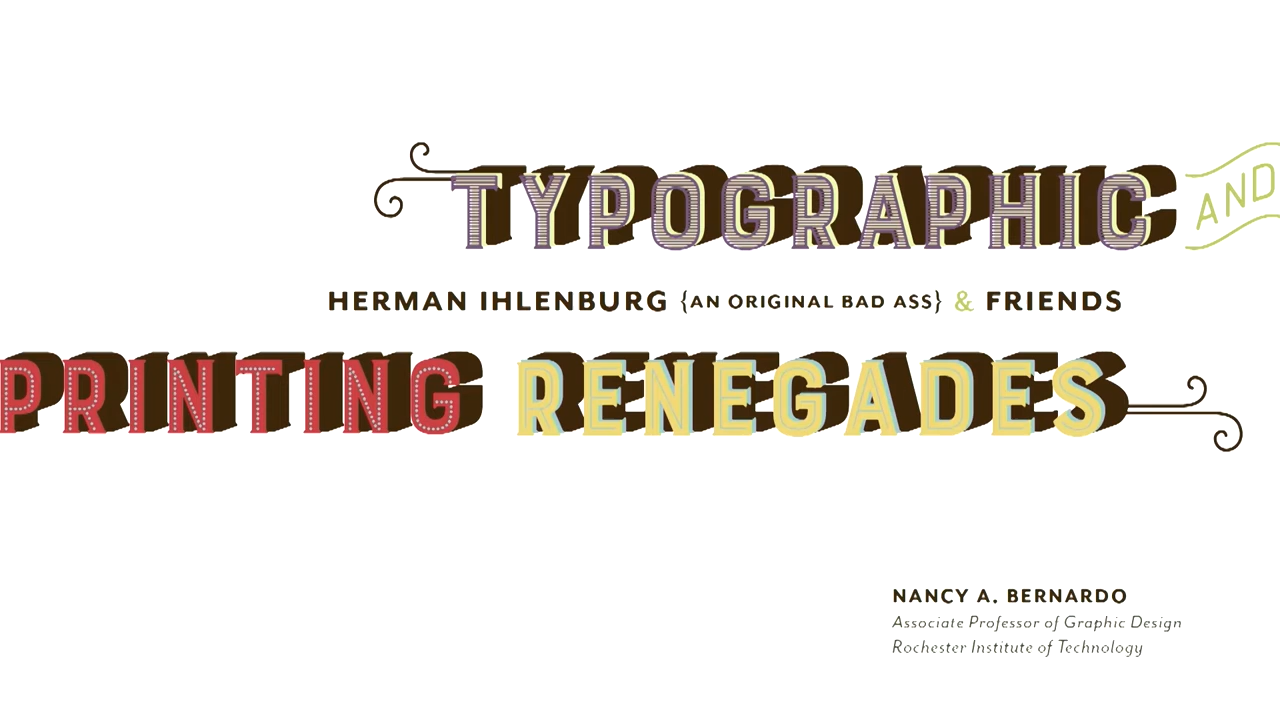 TYPOGRAPHIC AND
HERMAN IHLENBURG {AN ORIGINAL BAD ASS} & FRIENDS
PRINTING RENEGADES
NANCY A. BERNARDO
Associate Professor of Graphic Design
Rochester Institute of Technology